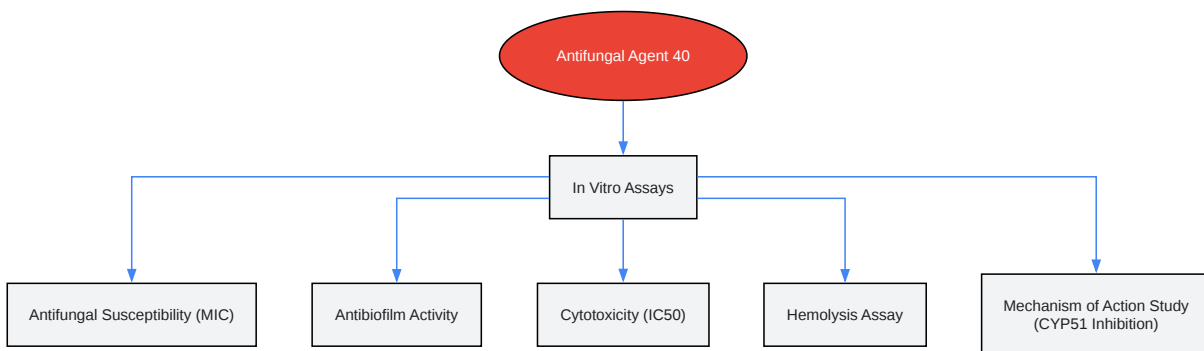 Antifungal Agent 40
In Vitro Assays
Antifungal Susceptibility (MIC)
Antibiofilm Activity
Cytotoxicity (IC50)
Hemolysis Assay
Mechanism of Action Study
(CYP51 Inhibition)